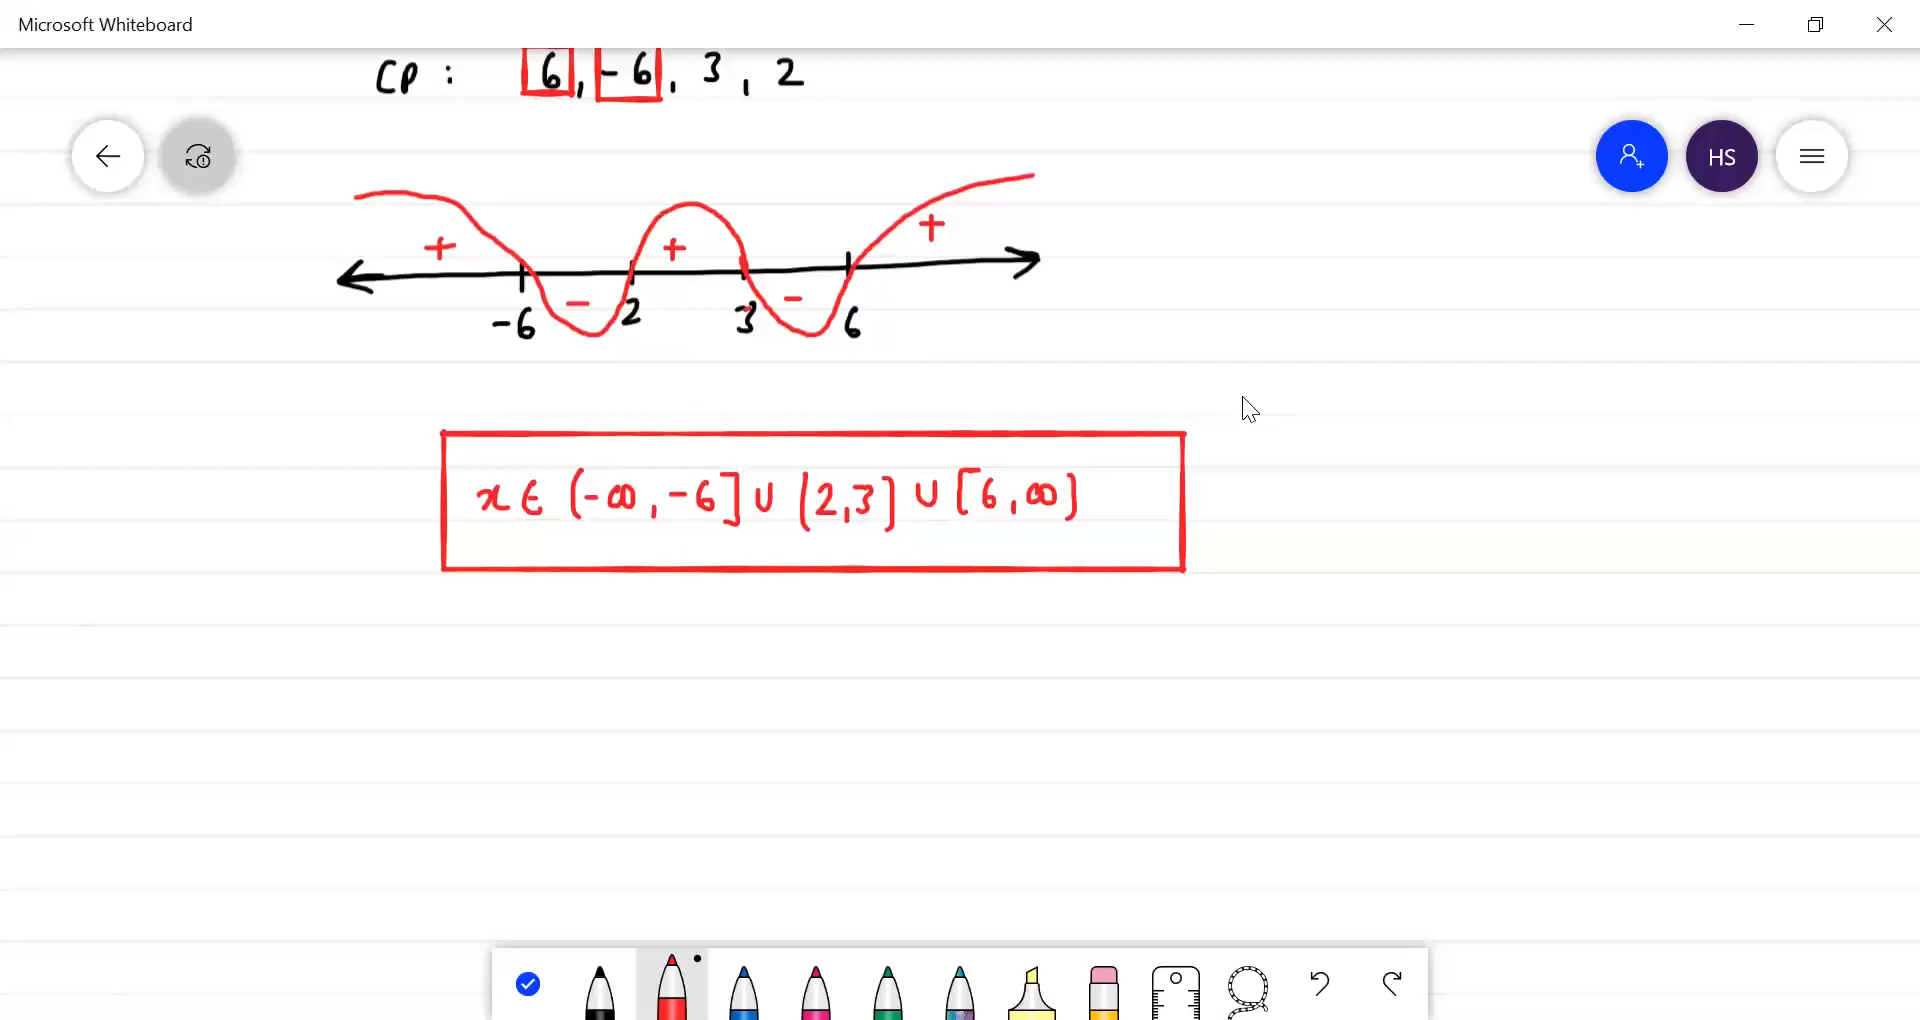 Microsoft Whiteboard
CP : 6, -6, 3, 2
HS
+ - + - +
-6 2 3 6
x ∈ (-∞, -6] ∪ (2,3] ∪ [6, ∞)